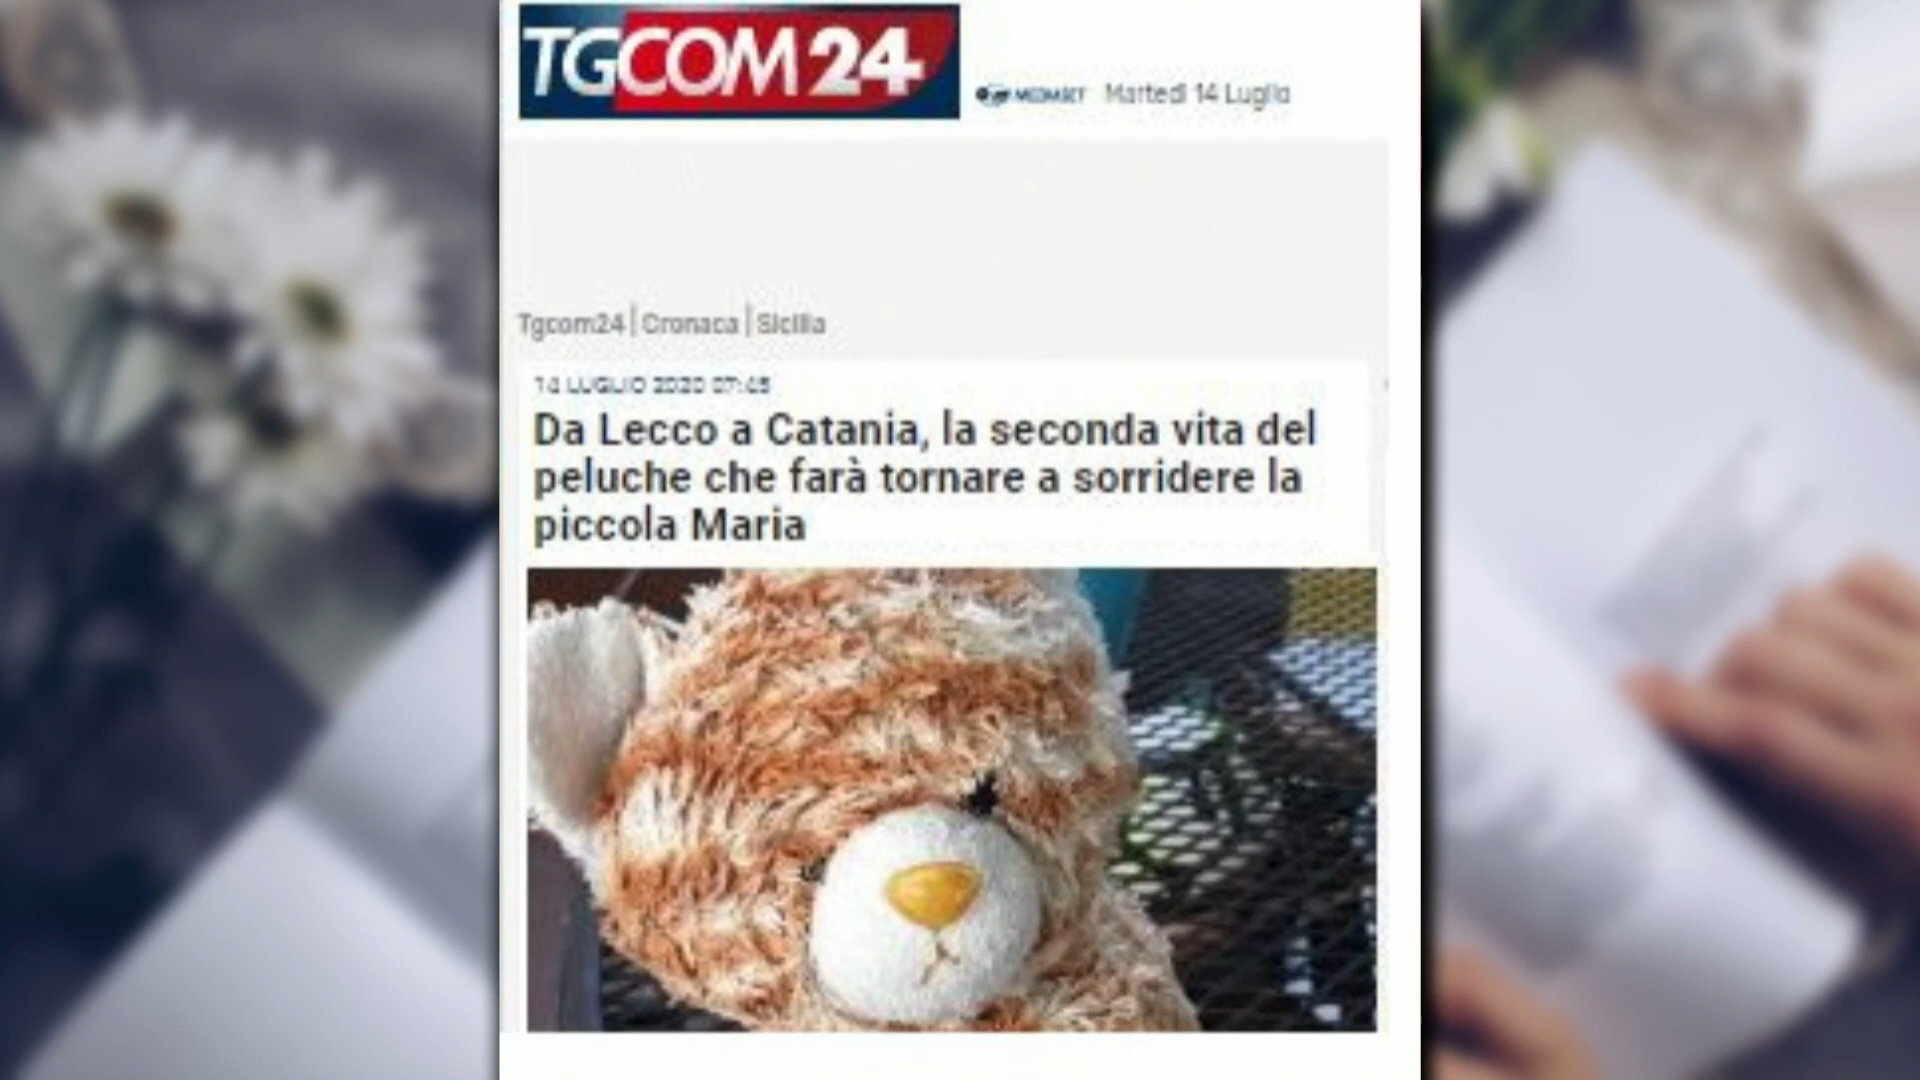 TGCOM24
MEDIASET Martedì 14 Luglio
Tgcom24 | Cronaca | Sicilia
14 LUGLIO 2020 07:45
Da Lecco a Catania, la seconda vita del
peluche che farà tornare a sorridere la
piccola Maria